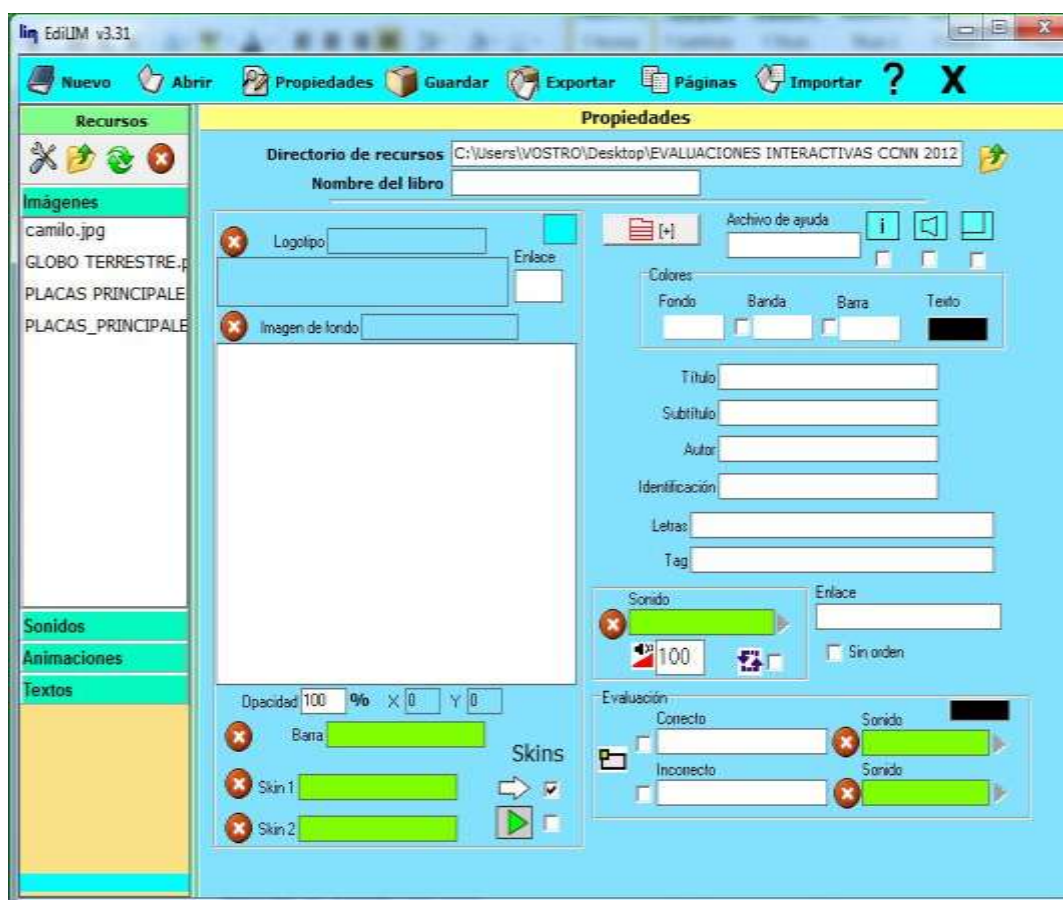 EdiLIM v3.31
Nuevo Abrir Propiedades Guardar Exportar Páginas Importar ? X
Recursos
Propiedades
Directorio de recursos C:\Users\VOSTRO\Desktop\EVALUACIONES INTERACTIVAS CCNN 2012
Nombre del libro
Imágenes
camilo.jpg
GLOBO TERRESTRE.p
PLACAS PRINCIPALE
PLACAS_PRINCIPALE
Sonidos
Animaciones
Textos
Logotipo
Enlace
Imagen de fondo
Opacidad 100 % X 0 Y 0
Barra
Skins
Skin 1
Skin 2
[+]
Archivo de ayuda
i
Colores
Fondo Banda Barra Texto
Título
Subtítulo
Autor
Identificación
Letras
Tag
Sonido
100
Enlace
Sin orden
Evaluación
Correcto Sonido
Incorrecto Sonido